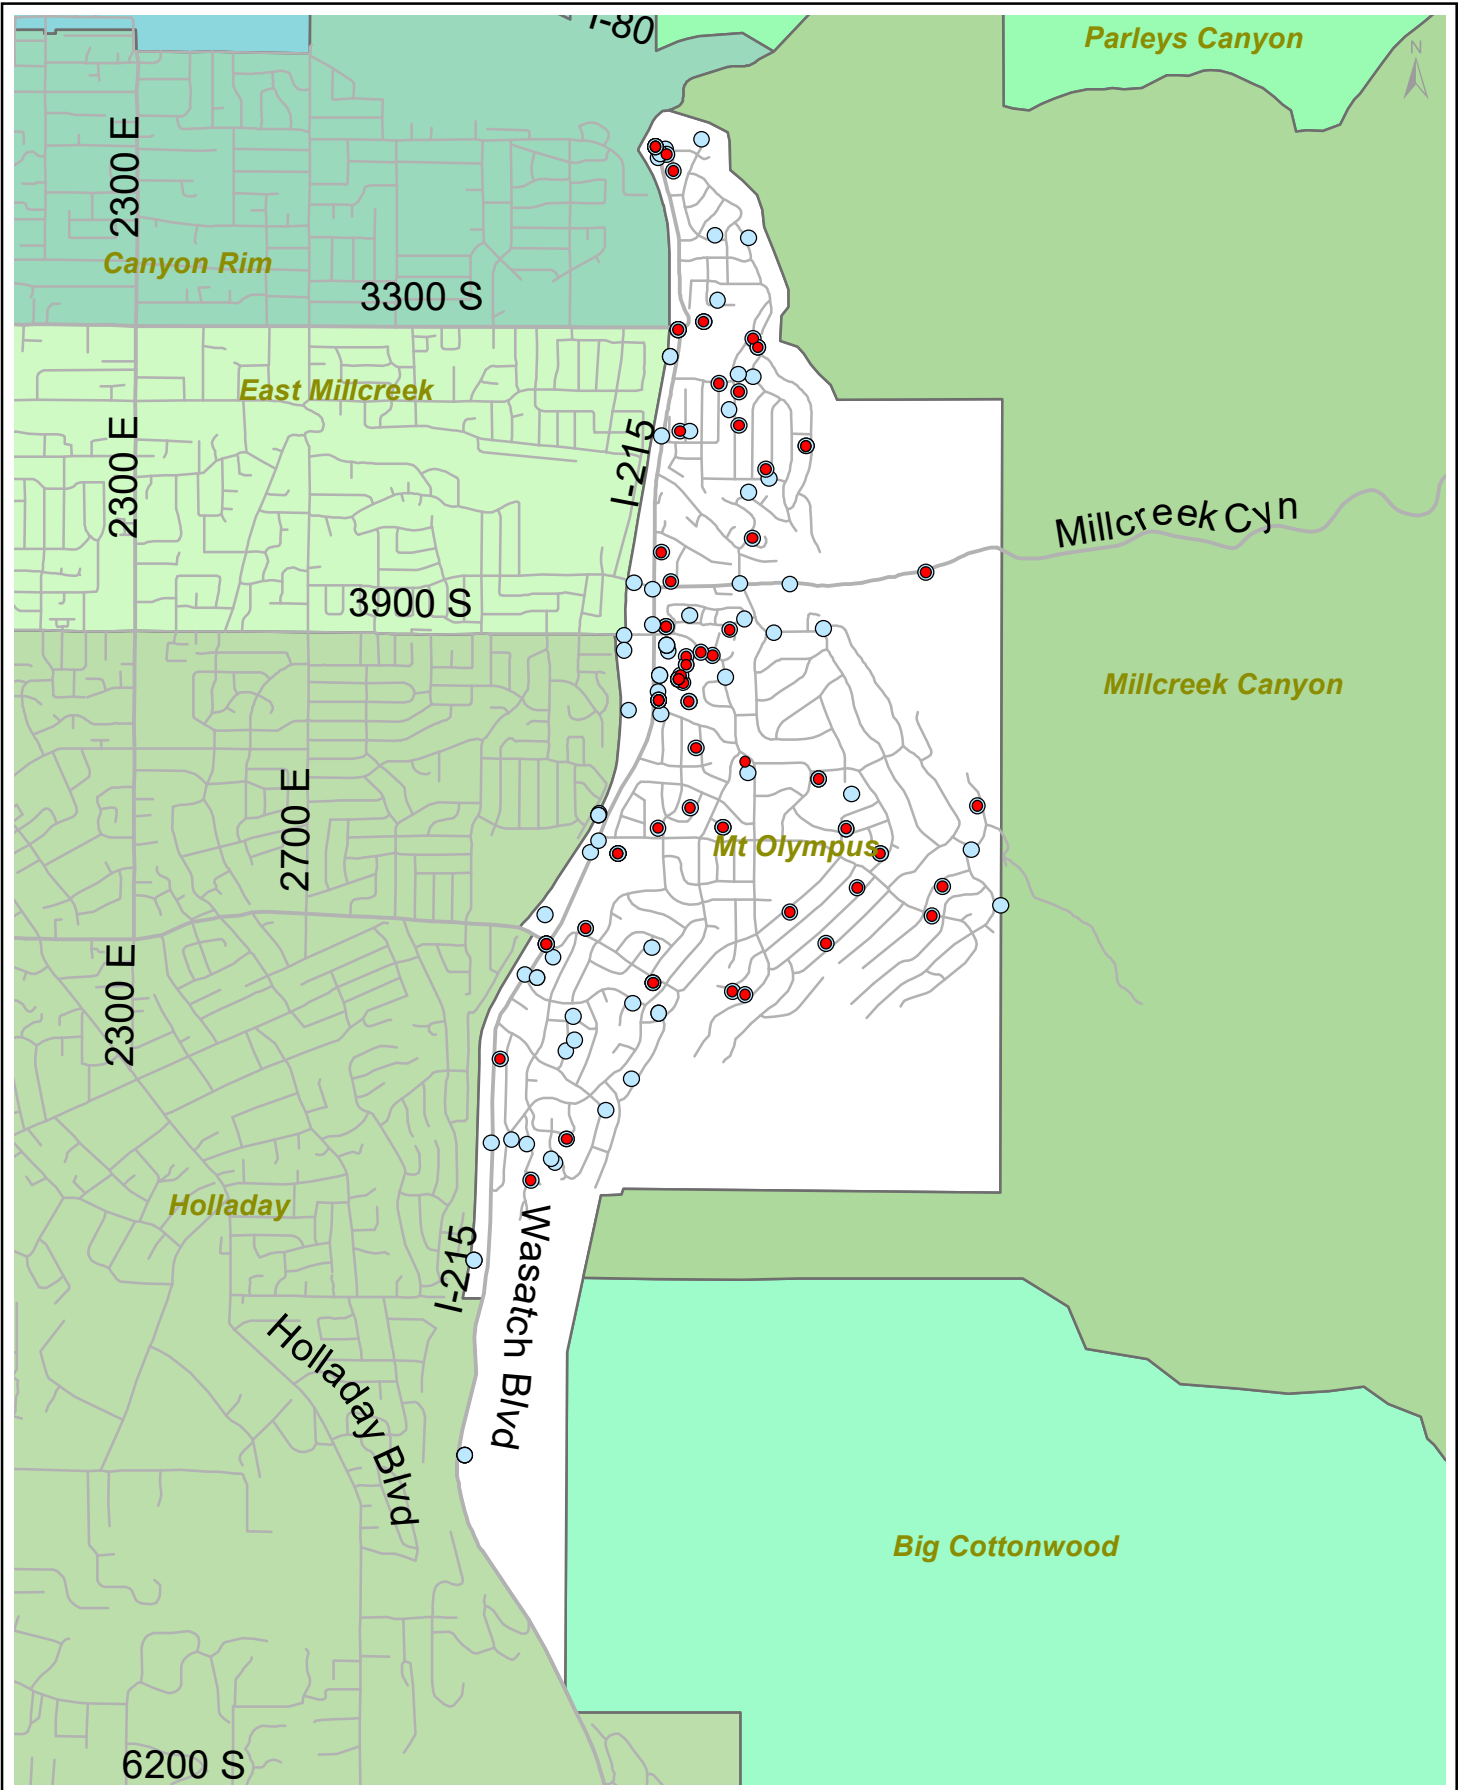 I-80
Parleys Canyon
N
2300 E
Canyon Rim
3300 S
East Millcreek
2300 E
I-215
Millcreek Cyn
3900 S
Millcreek Canyon
2700 E
Mt Olympus
2300 E
Holladay
I-215
Wasatch Blvd
Holladay Blvd
Big Cottonwood
6200 S